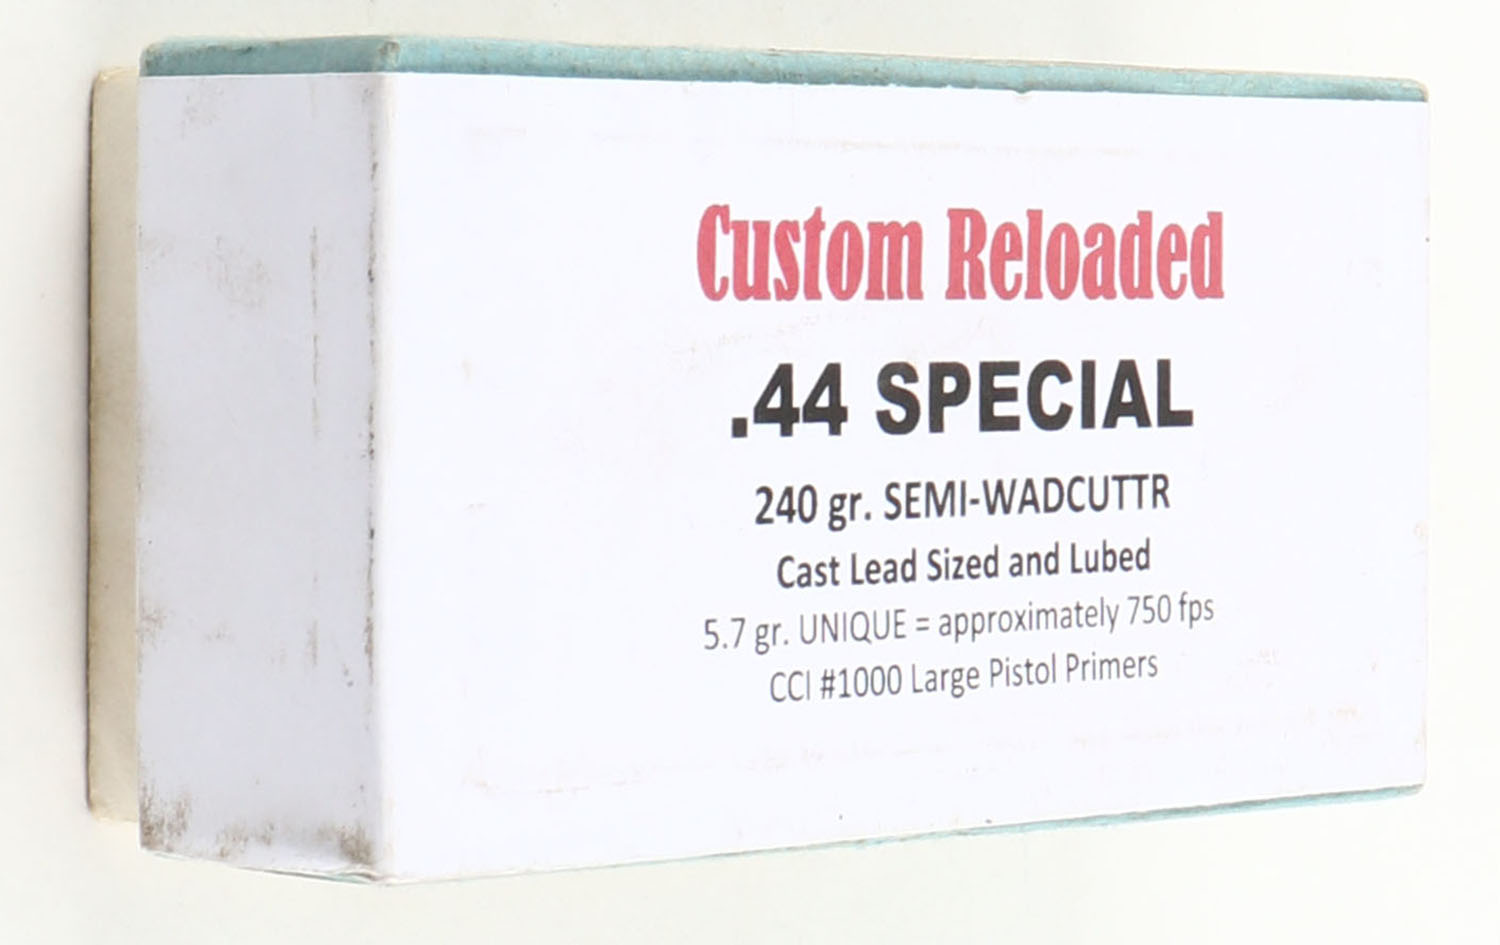 Custom Reloaded
.44 SPECIAL
240 gr. SEMI-WADCUTTR
Cast Lead Sized and Lubed
5.7 gr. UNIQUE = approximately 750 fps
CCI #1000 Large Pistol Primers